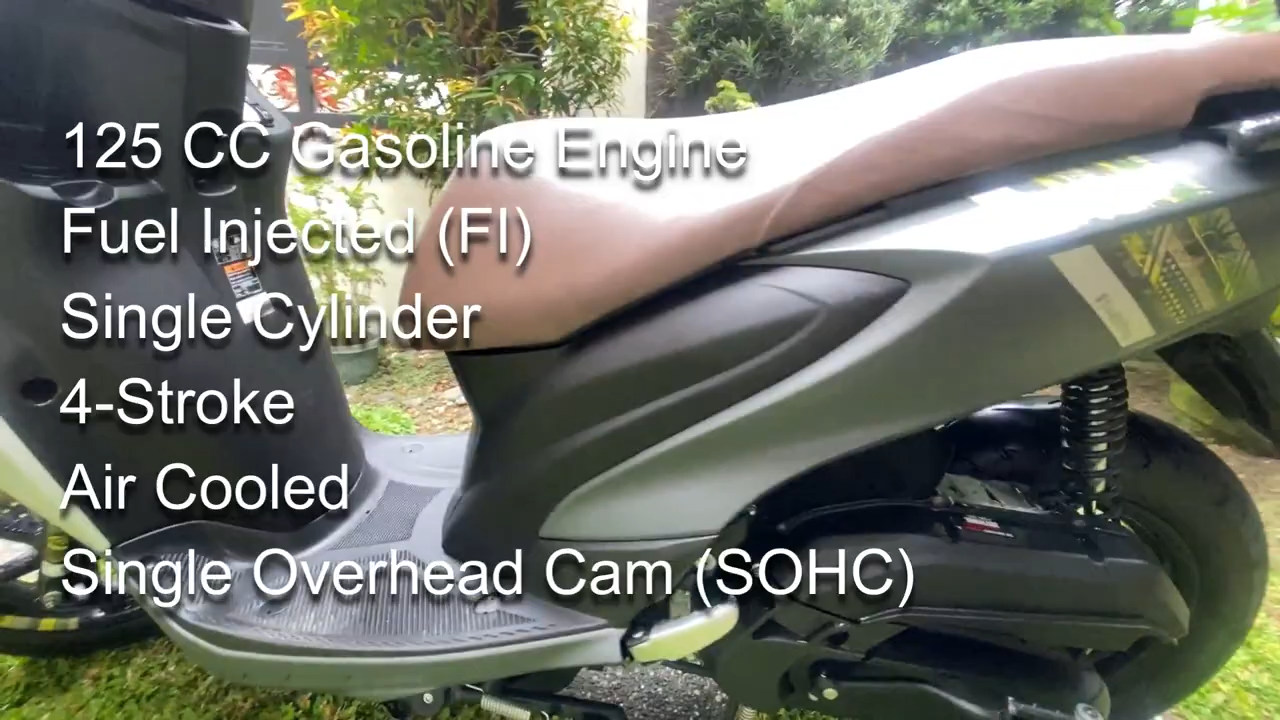 125 CC Gasoline Engine
Fuel Injected (FI)
Single Cylinder
4-Stroke
Air Cooled
Single Overhead Cam (SOHC)